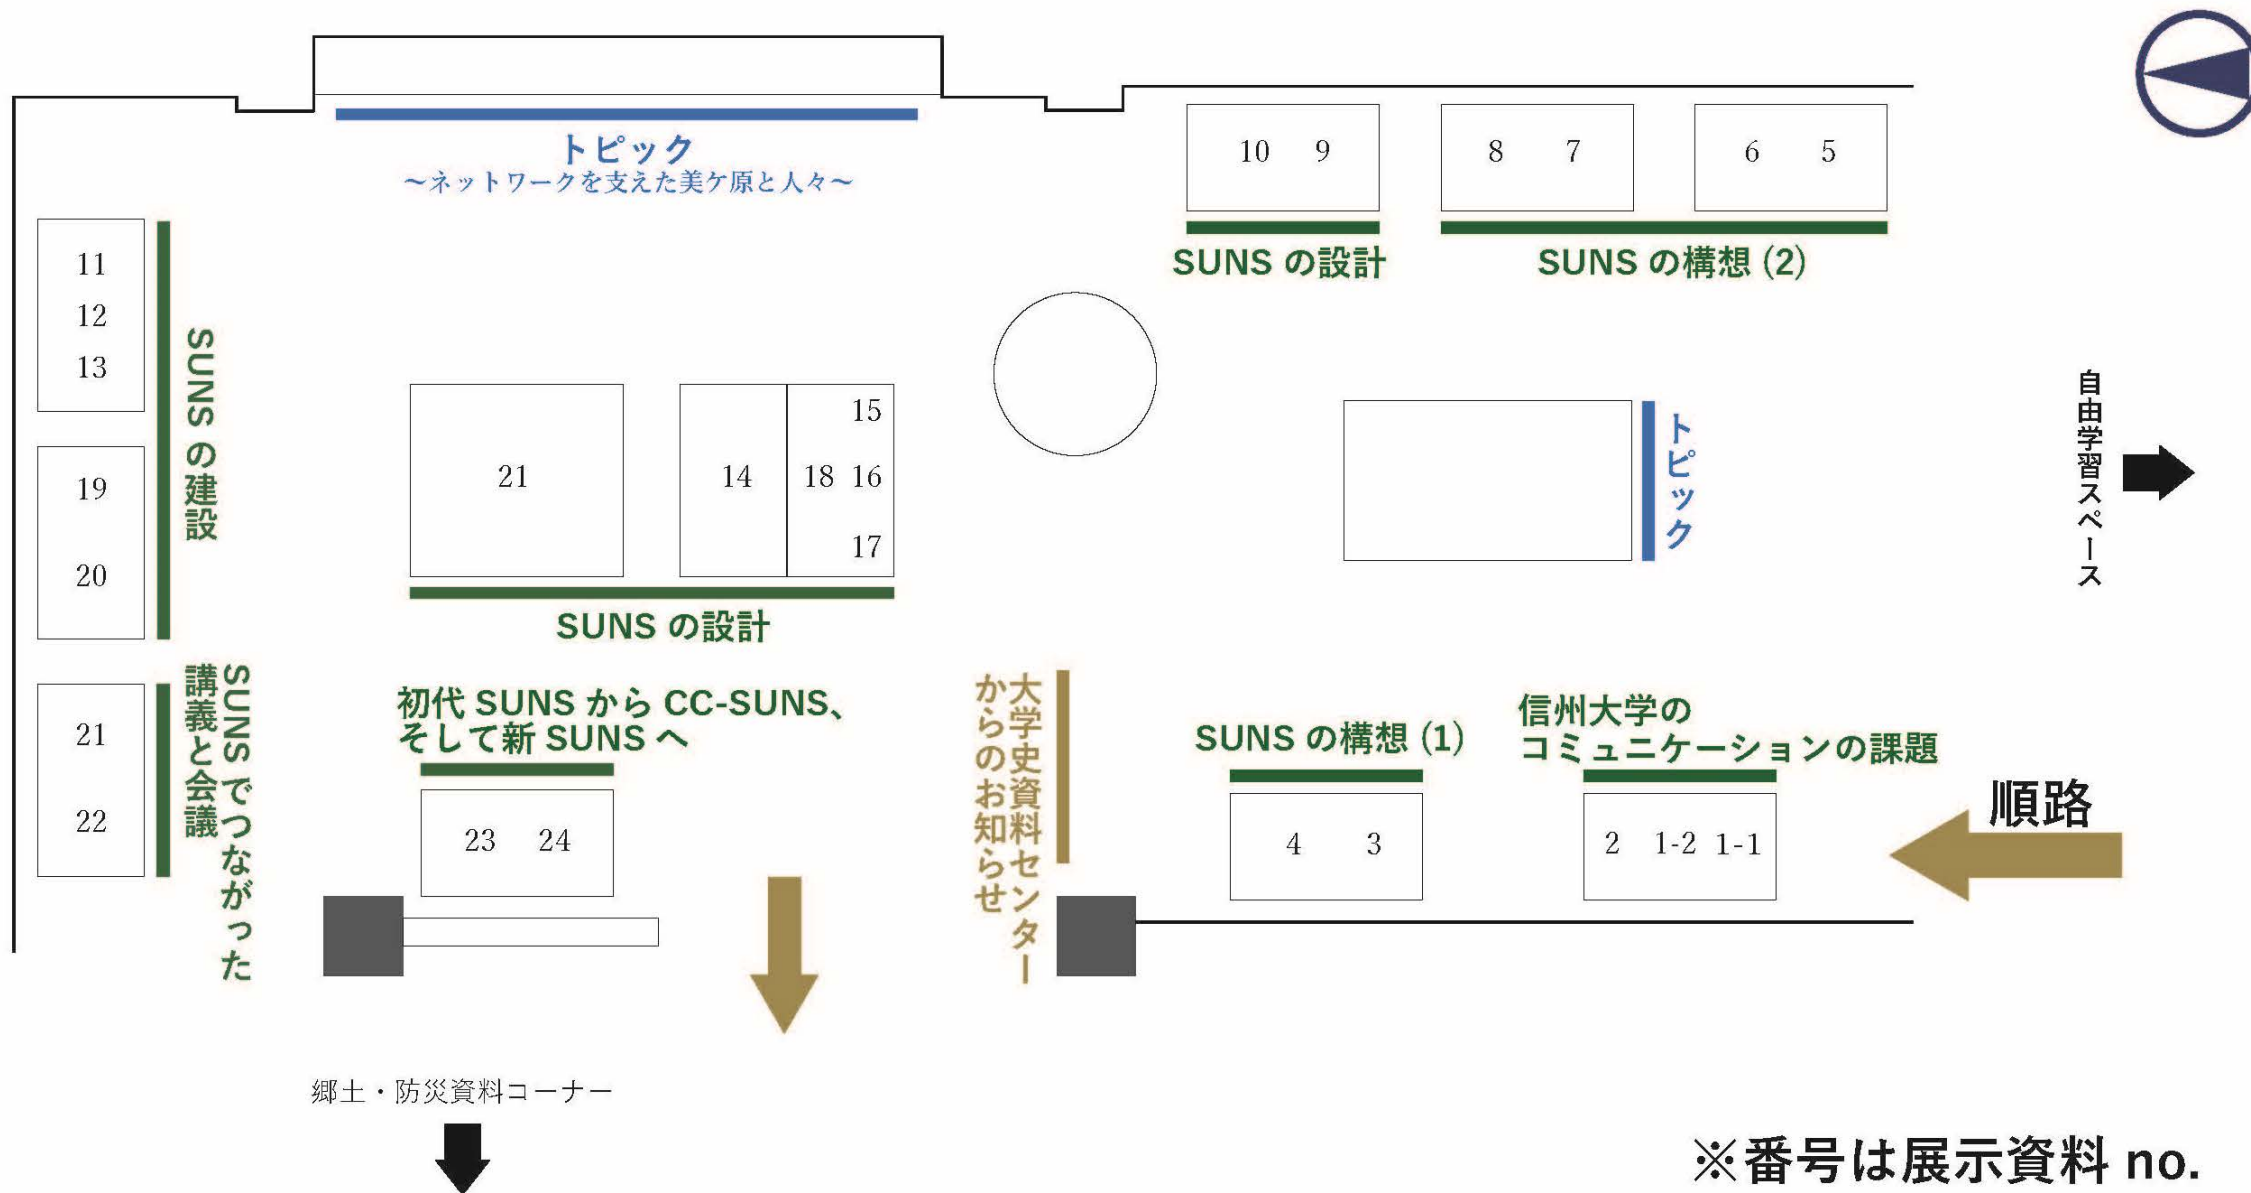 トピック
～ネットワークを支えた美ケ原と人々～
10 9
8 7
6 5
SUNS の設計
SUNS の構想 (2)
11
12
13
19
20
SUNS の建設
21
14
15
18 16
17
SUNS の設計
トピック
自由学習スペース
21
22
SUNS でつながった
講義と会議
初代 SUNS から CC-SUNS、
そして新 SUNS へ
23 24
大学史資料センター
からのお知らせ
SUNS の構想 (1)
4 3
信州大学の
コミュニケーションの課題
2 1-2 1-1
順路
郷土・防災資料コーナー
※番号は展示資料 no.